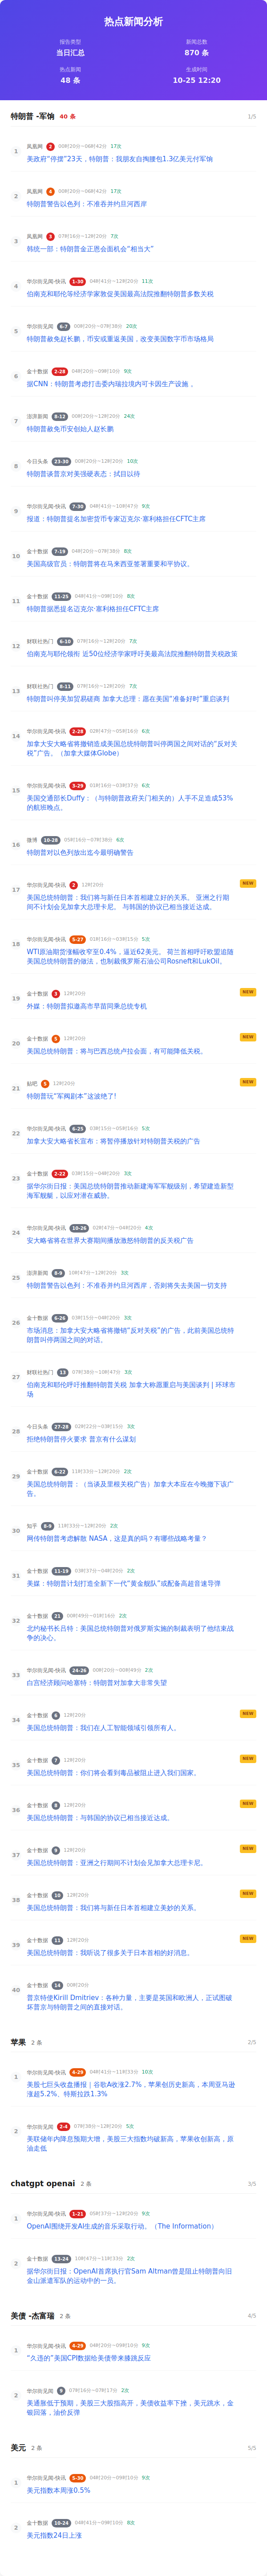 热点新闻分析
报告类型
新闻总数
当日汇总
870 条
热点新闻
生成时间
48 条
10-25 12:20
特朗普 -军饷 40 条 1/5
1
凤凰网 2 00时20分~06时42分 17次
美政府“停摆”23天，特朗普：我朋友自掏腰包1.3亿美元付军饷
2
凤凰网 4 00时20分~06时42分 17次
特朗普警告以色列：不准吞并约旦河西岸
3
凤凰网 3 07时16分~12时20分 7次
韩统一部：特朗普金正恩会面机会“相当大”
4
华尔街见闻-快讯 1-30 04时41分~12时20分 11次
伯南克和耶伦等经济学家敦促美国最高法院推翻特朗普多数关税
5
华尔街见闻 6-7 00时20分~07时38分 20次
特朗普赦免赵长鹏，币安或重返美国，改变美国数字币市场格局
6
金十数据 2-28 04时20分~09时10分 9次
据CNN：特朗普考虑打击委内瑞拉境内可卡因生产设施 。
7
澎湃新闻 8-12 00时20分~12时20分 24次
特朗普赦免币安创始人赵长鹏
8
今日头条 23-30 00时20分~12时20分 10次
特朗普谈普京对美强硬表态：拭目以待
9
华尔街见闻-快讯 7-30 04时41分~10时47分 9次
报道：特朗普提名加密货币专家迈克尔·塞利格担任CFTC主席
10
金十数据 7-19 04时20分~07时38分 8次
美国高级官员：特朗普将在马来西亚签署重要和平协议。
11
金十数据 11-25 04时41分~09时10分 8次
特朗普据悉提名迈克尔·塞利格担任CFTC主席
12
财联社热门 6-10 07时16分~12时20分 7次
伯南克与耶伦领衔 近50位经济学家呼吁美最高法院推翻特朗普关税政策
13
财联社热门 8-11 07时16分~12时20分 7次
特朗普叫停美加贸易磋商 加拿大总理：愿在美国“准备好时”重启谈判
14
华尔街见闻-快讯 2-28 02时47分~05时16分 6次
加拿大安大略省将撤销造成美国总统特朗普叫停两国之间对话的“反对关
税”广告。（加拿大媒体Globe）
15
华尔街见闻-快讯 3-29 01时16分~03时37分 6次
美国交通部长Duffy：（与特朗普政府关门相关的）人手不足造成53%
的航班晚点。
16
微博 10-28 05时16分~07时38分 6次
特朗普对以色列放出迄今最明确警告
17
华尔街见闻-快讯 2 12时20分 NEW
美国总统特朗普：我们将与新任日本首相建立好的关系。 亚洲之行期
间不计划会见加拿大总理卡尼。 与韩国的协议已相当接近达成。
18
华尔街见闻-快讯 5-27 01时16分~03时15分 5次
WTI原油期货涨幅收窄至0.4%，逼近62美元。 荷兰首相呼吁欧盟追随
美国总统特朗普的做法，也制裁俄罗斯石油公司Rosneft和LukOil。
19
金十数据 3 12时20分 NEW
外媒：特朗普拟邀高市早苗同乘总统专机
20
金十数据 5 12时20分 NEW
美国总统特朗普：将与巴西总统卢拉会面，有可能降低关税。
21
贴吧 5 12时20分 NEW
特朗普玩“军阀剧本”这波绝了!
22
华尔街见闻-快讯 6-25 03时15分~05时16分 5次
加拿大安大略省长宣布：将暂停播放针对特朗普关税的广告
23
金十数据 2-22 03时15分~04时20分 3次
据华尔街日报：美国总统特朗普推动新建海军军舰级别，希望建造新型
海军舰艇，以应对潜在威胁。
24
华尔街见闻-快讯 10-26 02时47分~04时20分 4次
安大略省将在世界大赛期间播放激怒特朗普的反关税广告
25
澎湃新闻 8-9 10时47分~12时20分 3次
特朗普警告以色列：不准吞并约旦河西岸，否则将失去美国一切支持
26
金十数据 6-26 03时15分~04时20分 3次
市场消息：加拿大安大略省将撤销“反对关税”的广告，此前美国总统特
朗普叫停两国之间的对话。
27
财联社热门 13 07时38分~10时47分 3次
伯南克和耶伦呼吁推翻特朗普关税 加拿大称愿重启与美国谈判 | 环球市
场
28
今日头条 27-28 02时22分~03时15分 3次
拒绝特朗普停火要求 普京有什么谋划
29
金十数据 6-22 11时33分~12时20分 2次
美国总统特朗普：（当谈及里根关税广告）加拿大本应在今晚撤下该广
告。
30
知乎 8-9 11时33分~12时20分 2次
网传特朗普考虑解散 NASA，这是真的吗？有哪些战略考量？
31
金十数据 11-19 03时37分~04时20分 2次
美媒：特朗普计划打造全新下一代“黄金舰队”或配备高超音速导弹
32
金十数据 21 00时49分~01时16分 2次
北约秘书长吕特：美国总统特朗普对俄罗斯实施的制裁表明了他结束战
争的决心。
33
华尔街见闻-快讯 24-26 00时20分~00时49分 2次
白宫经济顾问哈塞特：特朗普对加拿大非常失望
34
金十数据 6 12时20分 NEW
美国总统特朗普：我们在人工智能领域引领所有人。
35
金十数据 7 12时20分 NEW
美国总统特朗普：你们将会看到毒品被阻止进入我们国家。
36
金十数据 8 12时20分 NEW
美国总统特朗普：与韩国的协议已相当接近达成。
37
金十数据 9 12时20分 NEW
美国总统特朗普：亚洲之行期间不计划会见加拿大总理卡尼。
38
金十数据 10 12时20分 NEW
美国总统特朗普：我们将与新任日本首相建立美妙的关系。
39
金十数据 11 12时20分 NEW
美国总统特朗普：我听说了很多关于日本首相的好消息。
40
金十数据 14 00时20分
普京特使Kirill Dmitriev：各种力量，主要是英国和欧洲人，正试图破
坏普京与特朗普之间的直接对话。
苹果 2 条 2/5
1
华尔街见闻-快讯 4-29 04时41分~11时33分 10次
美股七巨头收盘播报｜谷歌A收涨2.7%，苹果创历史新高，本周亚马逊
涨超5.2%、特斯拉跌1.3%
2
华尔街见闻 2-4 07时38分~12时20分 5次
美联储年内降息预期大增，美股三大指数均破新高，苹果收创新高，原
油走低
chatgpt openai 2 条 3/5
1
华尔街见闻-快讯 1-21 05时37分~12时20分 9次
OpenAI围绕开发AI生成的音乐采取行动。（The Information）
2
金十数据 13-24 10时47分~11时33分 2次
据华尔街日报：OpenAI首席执行官Sam Altman曾是阻止特朗普向旧
金山派遣军队的运动中的一员。
美债 -杰富瑞 2 条 4/5
1
华尔街见闻-快讯 4-29 04时20分~09时10分 9次
“久违的”美国CPI数据给美债带来膝跳反应
2
华尔街见闻 9 07时16分~07时17分 2次
美通胀低于预期，美股三大股指高开，美债收益率下挫，美元跳水，金
银回落，油价反弹
美元 2 条 5/5
1
华尔街见闻-快讯 5-30 04时20分~09时10分 9次
美元指数本周涨0.5%
2
金十数据 10-24 04时41分~09时10分 8次
美元指数24日上涨